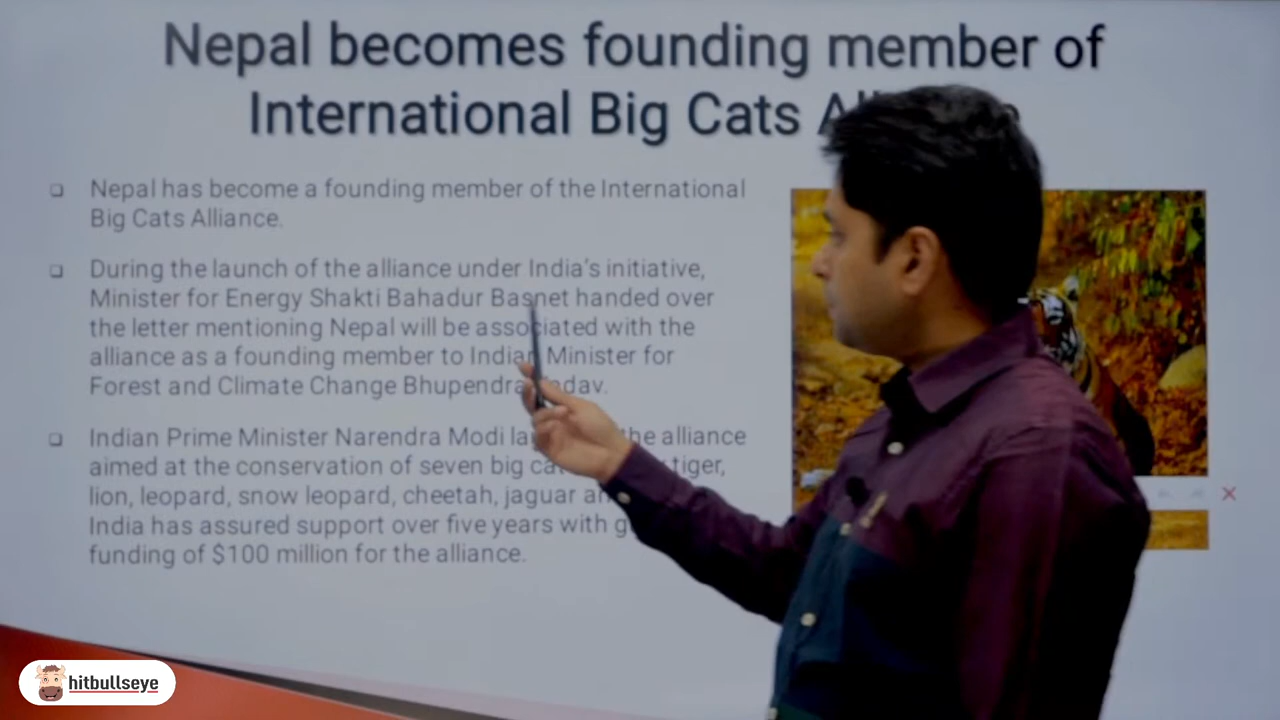 Nepal becomes founding member of
International Big Cats
Nepal has become a founding member of the International
Big Cats Alliance.
During the launch of the alliance under India's initiative,
Minister for Energy Shakti Bahadur Basnet handed over
the letter mentioning Nepal will be associated with the
alliance as a founding member to Indian Minister for
Forest and Climate Change Bhupendra Yadav.
Indian Prime Minister Narendra Modi the alliance
aimed at the conservation of seven big tiger,
lion, leopard, snow leopard, cheetah, jaguar
India has assured support over five years with
funding of $100 million for the alliance.
hitbullseye